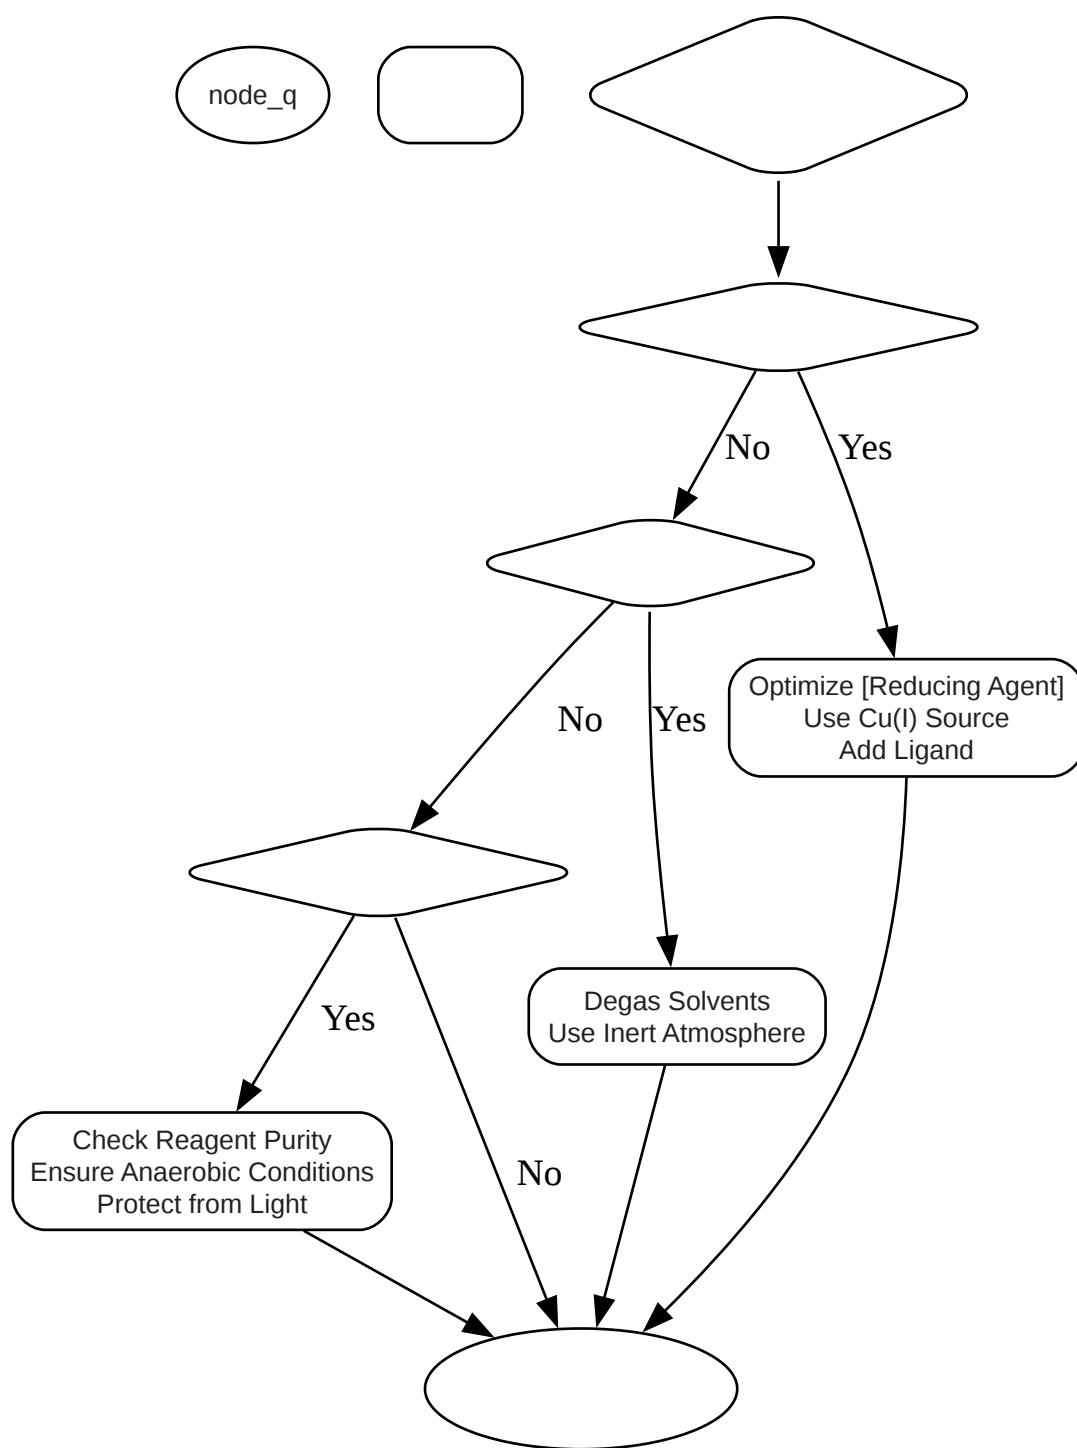 node_q
No
Yes
Optimize [Reducing Agent]
Use Cu(I) Source
Add Ligand
No
Yes
Degas Solvents
Use Inert Atmosphere
Yes
Check Reagent Purity
Ensure Anaerobic Conditions
Protect from Light
No